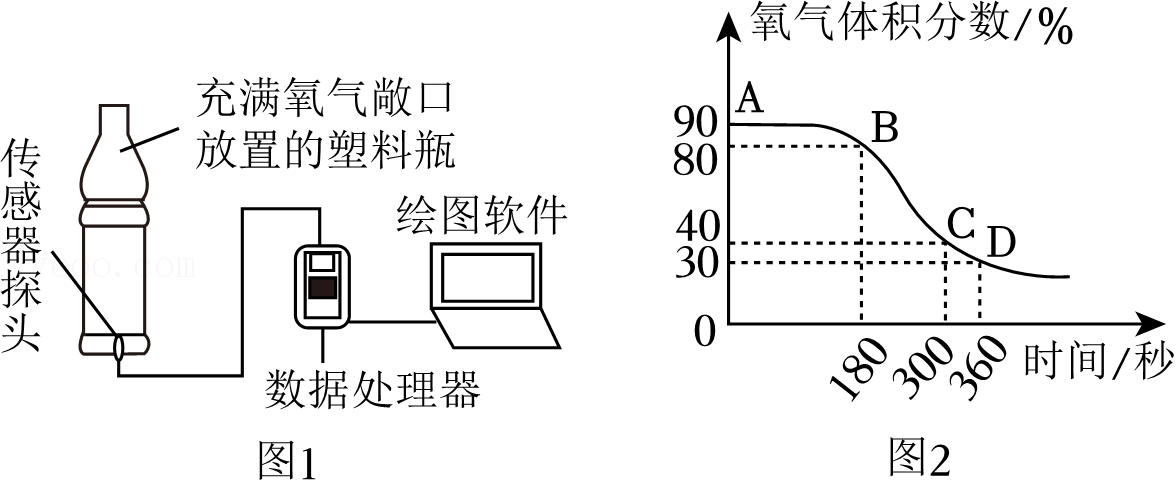 充满氧气敞口
放置的塑料瓶
传感器探头
绘图软件
数据处理器
图1
氧气体积分数/%
A
90
B
80
40
C
D
30
0
180
300
360
时间/秒
图2